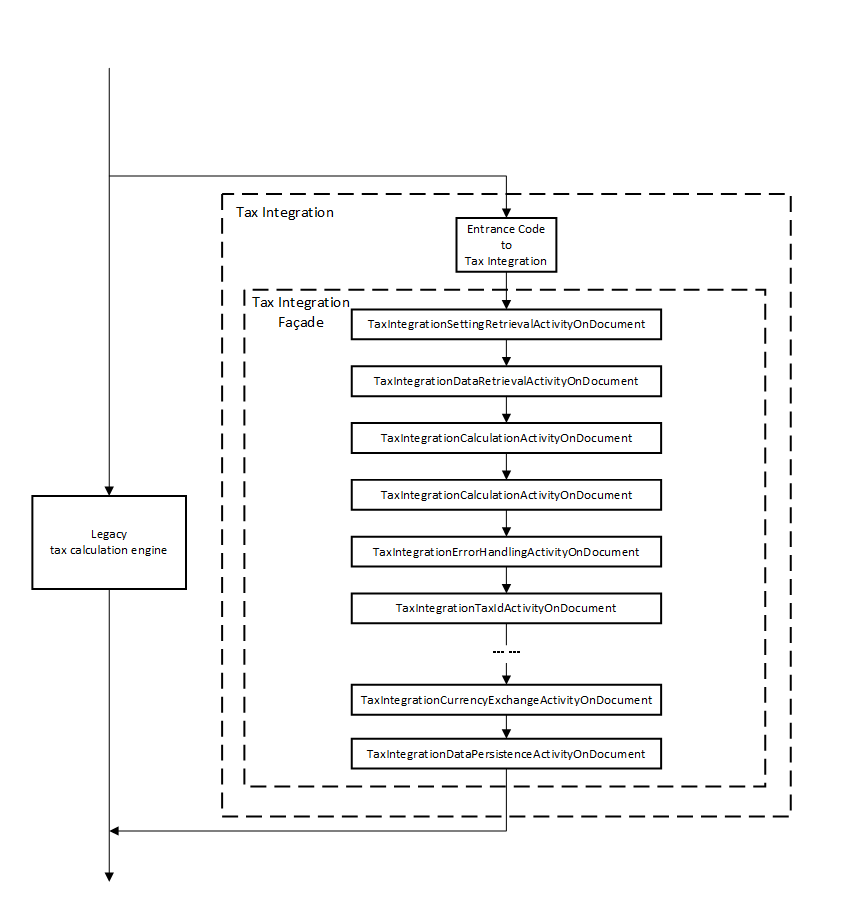 Tax Integration
Entrance Code
to
Tax Integration
Tax Integration
Façade
TaxIntegrationSettingRetrievalActivityOnDocument
TaxIntegrationDataRetrievalActivityOnDocument
TaxIntegrationCalculationActivityOnDocument
TaxIntegrationCalculationActivityOnDocument
Legacy
tax calculation engine
TaxIntegrationErrorHandlingActivityOnDocument
TaxIntegrationTaxIdActivityOnDocument
... ...
TaxIntegrationCurrencyExchangeActivityOnDocument
TaxIntegrationDataPersistenceActivityOnDocument